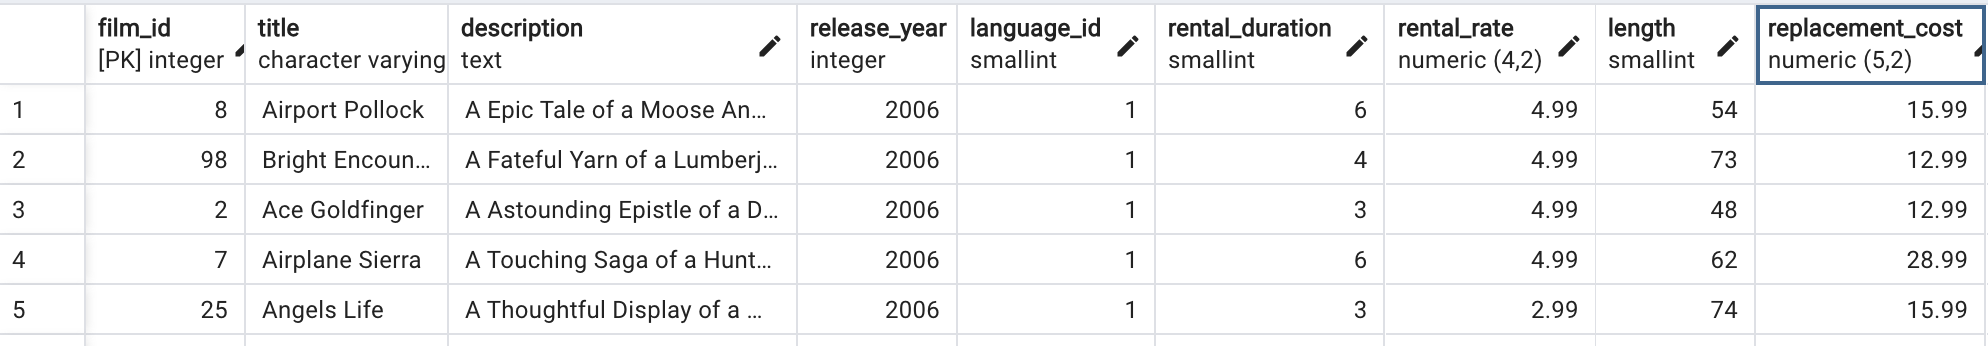 film_id title description release_year language_id rental_duration rental_rate length replacement_cost
[PK] integer character varying text integer smallint smallint numeric (4,2) smallint numeric (5,2)
1 8 Airport Pollock A Epic Tale of a Moose An… 2006 1 6 4.99 54 15.99
2 98 Bright Encoun… A Fateful Yarn of a Lumberj… 2006 1 4 4.99 73 12.99
3 2 Ace Goldfinger A Astounding Epistle of a D… 2006 1 3 4.99 48 12.99
4 7 Airplane Sierra A Touching Saga of a Hunt… 2006 1 6 4.99 62 28.99
5 25 Angels Life A Thoughtful Display of a … 2006 1 3 2.99 74 15.99